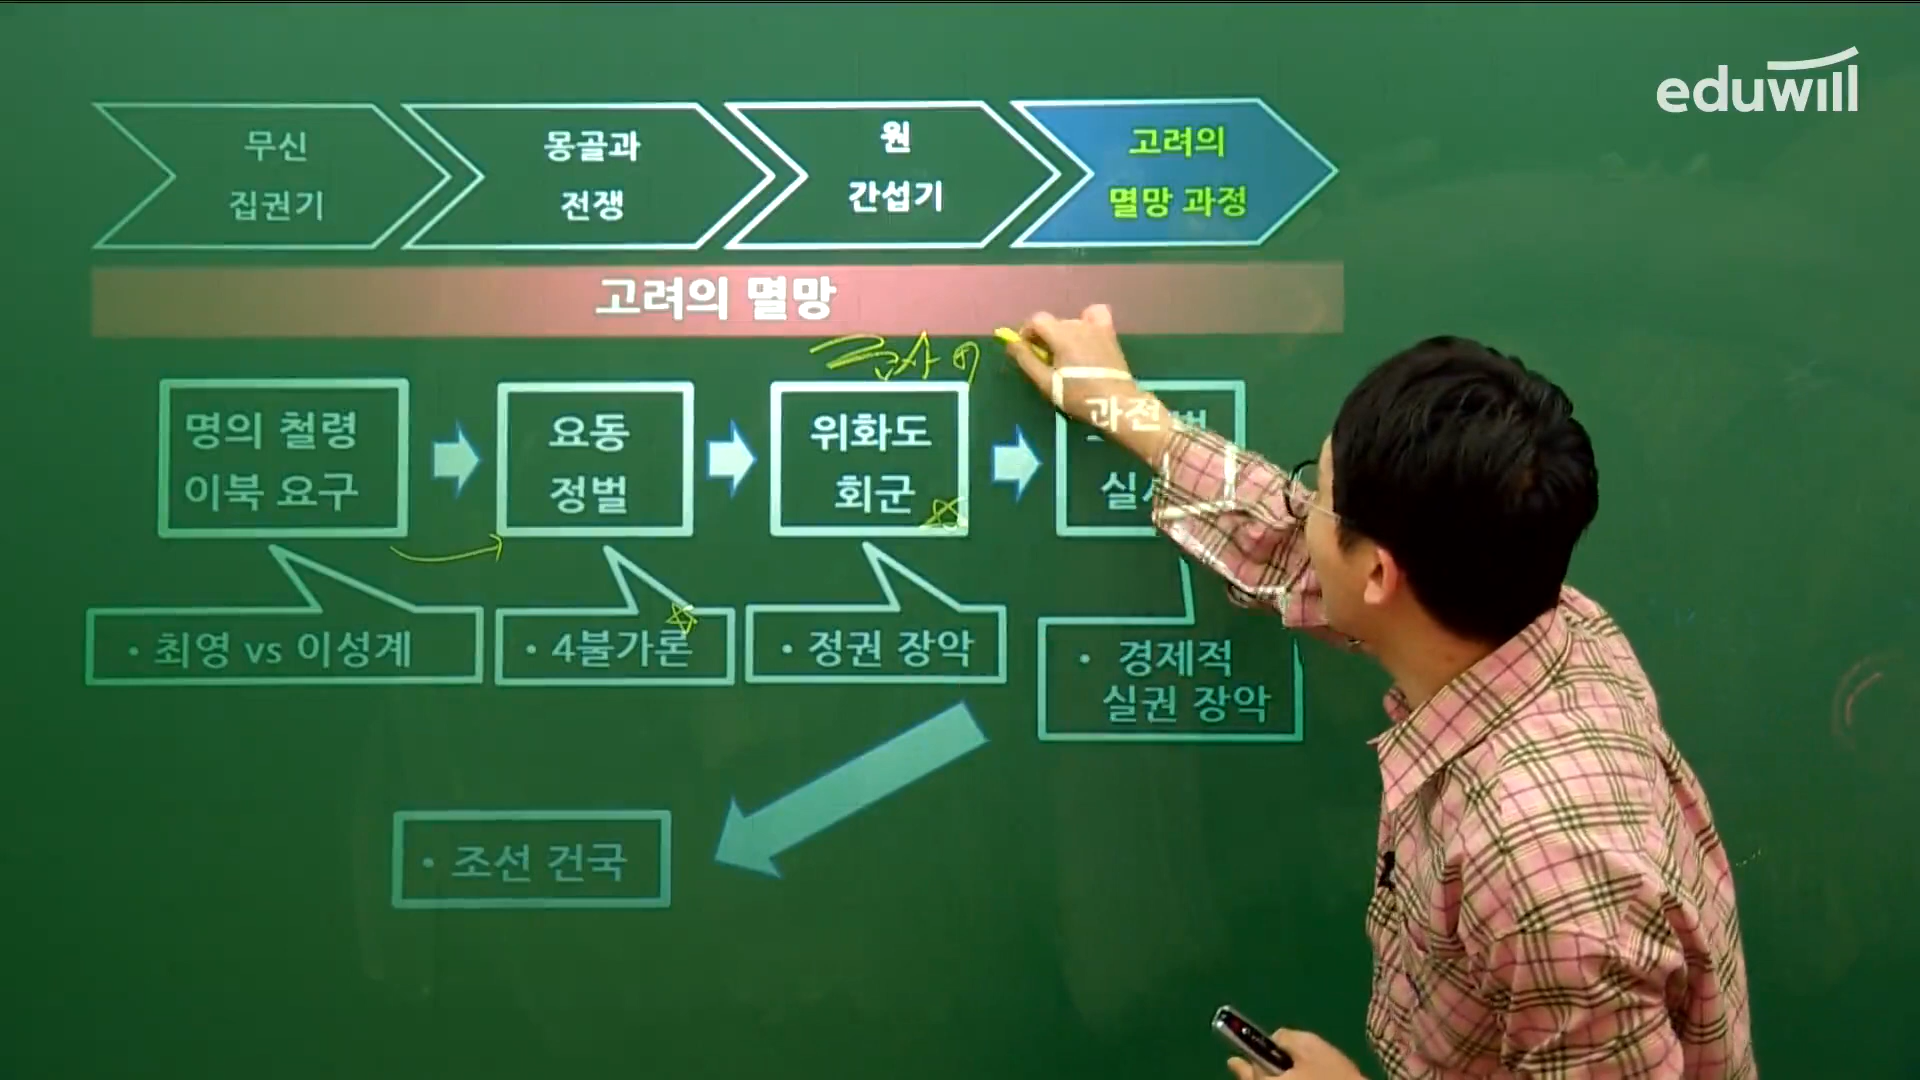 eduwill
무신
집권기
몽골과
전쟁
원
간섭기
고려의
멸망 과정
고려의 멸망
명의 철령
이북 요구
요동
정벌
위화도
회군
과전
• 최영 vs 이성계
• 4불가론
• 정권 장악
• 경제적
실권 장악
• 조선 건국